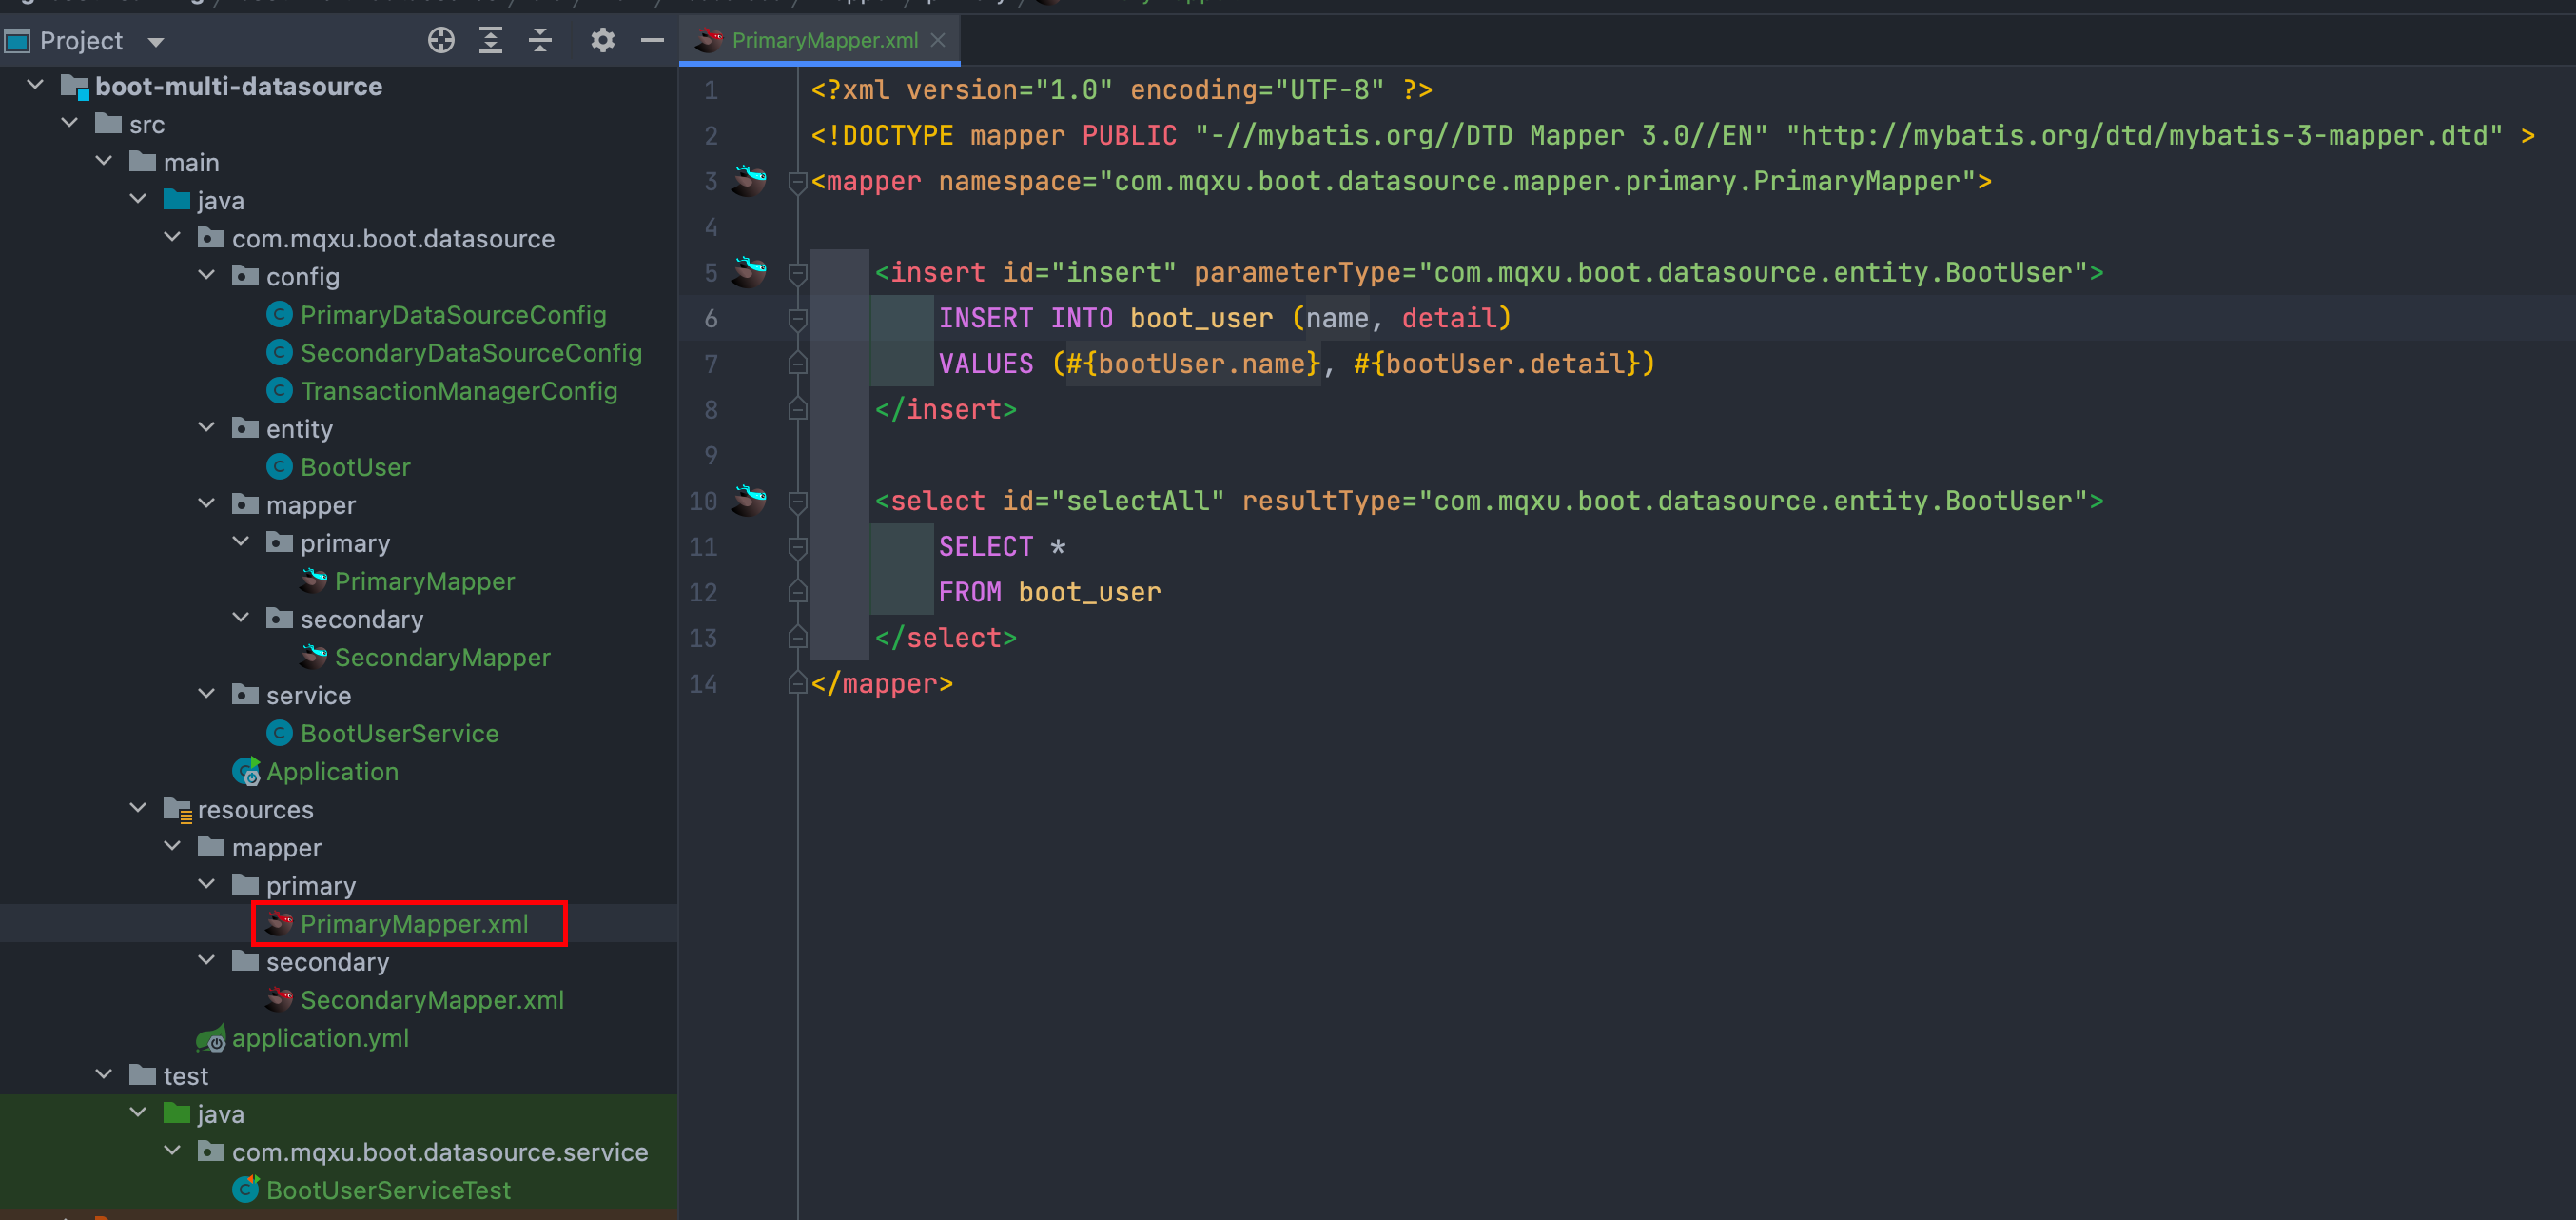 Project
boot-multi-datasource
src
main
java
com.mqxu.boot.datasource
config
PrimaryDataSourceConfig
SecondaryDataSourceConfig
TransactionManagerConfig
entity
BootUser
mapper
primary
PrimaryMapper
secondary
SecondaryMapper
service
BootUserService
Application
resources
mapper
primary
PrimaryMapper.xml
secondary
SecondaryMapper.xml
application.yml
test
java
com.mqxu.boot.datasource.service
BootUserServiceTest
PrimaryMapper.xml
1 <?xml version="1.0" encoding="UTF-8" ?>
2 <!DOCTYPE mapper PUBLIC "-//mybatis.org//DTD Mapper 3.0//EN" "http://mybatis.org/dtd/mybatis-3-mapper.dtd" >
3 <mapper namespace="com.mqxu.boot.datasource.mapper.primary.PrimaryMapper">
4
5 <insert id="insert" parameterType="com.mqxu.boot.datasource.entity.BootUser">
6 INSERT INTO boot_user (name, detail)
7 VALUES (#{bootUser.name}, #{bootUser.detail})
8 </insert>
9
10 <select id="selectAll" resultType="com.mqxu.boot.datasource.entity.BootUser">
11 SELECT *
12 FROM boot_user
13 </select>
14 </mapper>